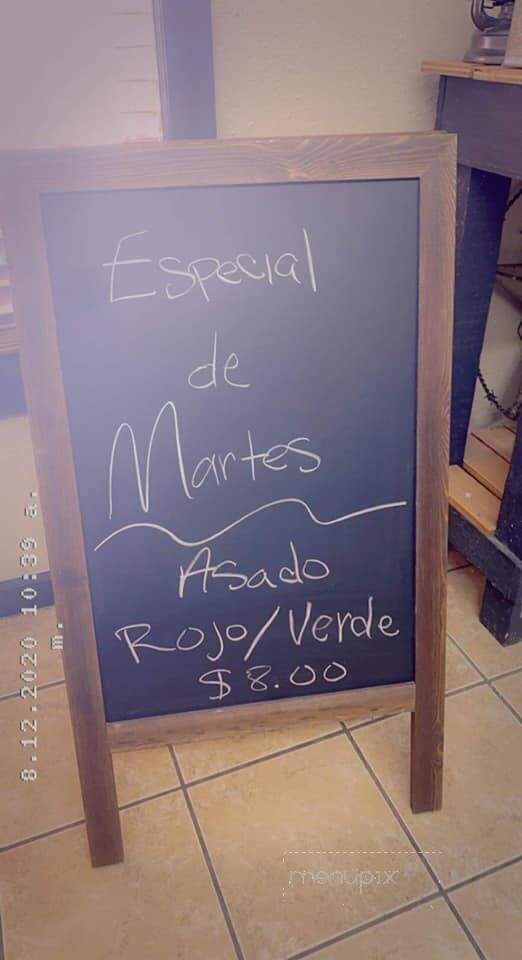 Especial
de
Martes
Asado
Rojo/Verde
$8.00
8.12.2020 10:39 a.
m.
menupix